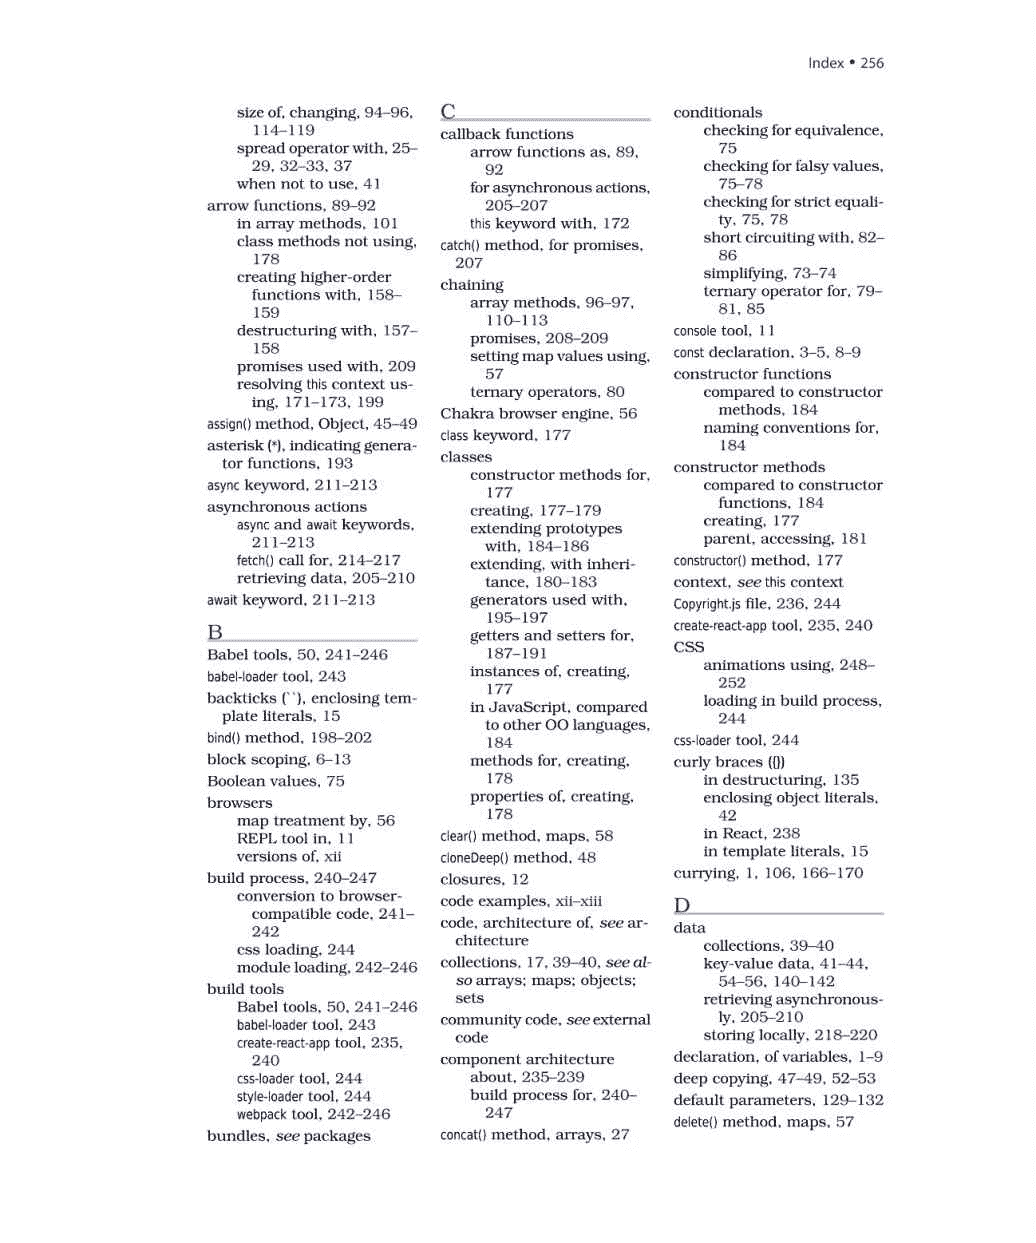 Index • 256
size of, changing, 94–96,
114–119
spread operator with, 25–
29, 32–33, 37
when not to use, 41
arrow functions, 89–92
in array methods, 101
class methods not using,
178
creating higher-order
functions with, 158–
159
destructuring with, 157–
158
promises used with, 209
resolving this context us-
ing, 171–173, 199
assign() method, Object, 45–49
asterisk (*), indicating genera-
tor functions, 193
async keyword, 211–213
asynchronous actions
async and await keywords,
211–213
fetch() call for, 214–217
retrieving data, 205–210
await keyword, 211–213
B
Babel tools, 50, 241–246
babel-loader tool, 243
backticks (``), enclosing tem-
plate literals, 15
bind() method, 198–202
block scoping, 6–13
Boolean values, 75
browsers
map treatment by, 56
REPL tool in, 11
versions of, xii
build process, 240–247
conversion to browser-
compatible code, 241–
242
css loading, 244
module loading, 242–246
build tools
Babel tools, 50, 241–246
babel-loader tool, 243
create-react-app tool, 235,
240
css-loader tool, 244
style-loader tool, 244
webpack tool, 242–246
bundles, see packages
C
callback functions
arrow functions as, 89,
92
for asynchronous actions,
205–207
this keyword with, 172
catch() method, for promises,
207
chaining
array methods, 96–97,
110–113
promises, 208–209
setting map values using,
57
ternary operators, 80
Chakra browser engine, 56
class keyword, 177
classes
constructor methods for,
177
creating, 177–179
extending prototypes
with, 184–186
extending, with inheri-
tance, 180–183
generators used with,
195–197
getters and setters for,
187–191
instances of, creating,
177
in JavaScript, compared
to other OO languages,
184
methods for, creating,
178
properties of, creating,
178
clear() method, maps, 58
cloneDeep() method, 48
closures, 12
code examples, xii–xiii
code, architecture of, see ar-
chitecture
collections, 17, 39–40, see al-
so arrays; maps; objects;
sets
community code, see external
code
component architecture
about, 235–239
build process for, 240–
247
concat() method, arrays, 27
conditionals
checking for equivalence,
75
checking for falsy values,
75–78
checking for strict equali-
ty, 75, 78
short circuiting with, 82–
86
simplifying, 73–74
ternary operator for, 79–
81, 85
console tool, 11
const declaration, 3–5, 8–9
constructor functions
compared to constructor
methods, 184
naming conventions for,
184
constructor methods
compared to constructor
functions, 184
creating, 177
parent, accessing, 181
constructor() method, 177
context, see this context
Copyright.js file, 236, 244
create-react-app tool, 235, 240
CSS
animations using, 248–
252
loading in build process,
244
css-loader tool, 244
curly braces ({})
in destructuring, 135
enclosing object literals,
42
in React, 238
in template literals, 15
currying, 1, 106, 166–170
D
data
collections, 39–40
key-value data, 41–44,
54–56, 140–142
retrieving asynchronous-
ly, 205–210
storing locally, 218–220
declaration, of variables, 1–9
deep copying, 47–49, 52–53
default parameters, 129–132
delete() method, maps, 57